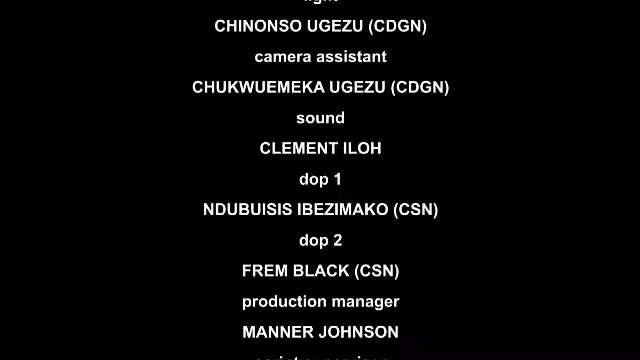 light
CHINONSO UGEZU (CDGN)
camera assistant
CHUKWUEMEKA UGEZU (CDGN)
sound
CLEMENT ILOH
dop 1
NDUBUISIS IBEZIMAKO (CSN)
dop 2
FREM BLACK (CSN)
production manager
MANNER JOHNSON